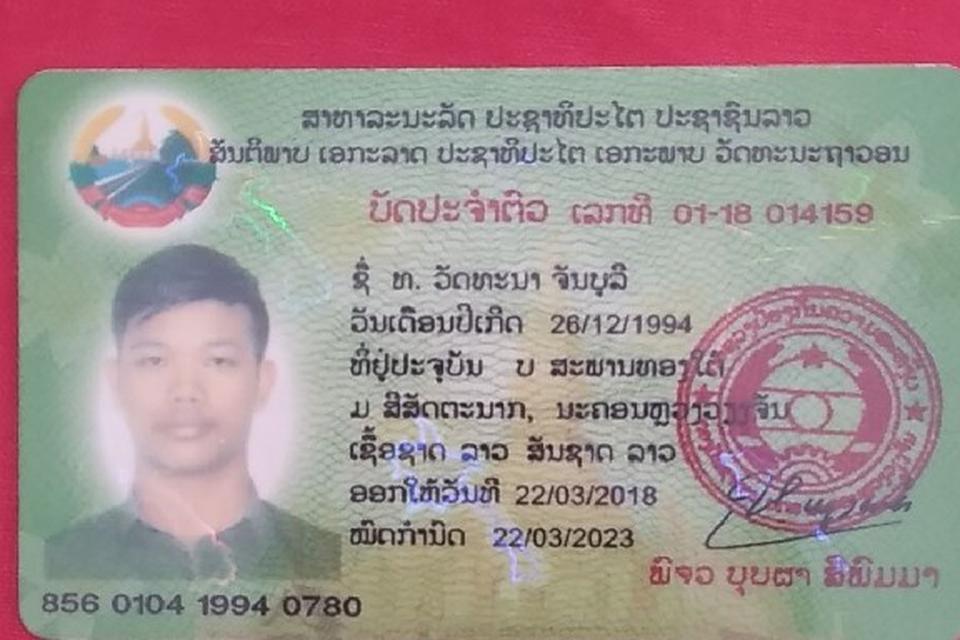 ສາທາລະນະລັດ ປະຊາທິປະໄຕ ປະຊາຊົນລາວ
ສັນຕິພາບ ເອກະລາດ ປະຊາທິປະໄຕ ເອກະພາບ ວັດທະນະຖາວອນ
ບັດປະຈຳຕົວ ເລກທີ 01-18 014159
ຊື່ ທ. ວັດທະນາ ຈັນບຸລີ
ວັນເດືອນປີເກີດ 26/12/1994
ທີ່ຢູ່ປະຈຸບັນ ບ ສະພານທອງໃຕ້
ມ ສີສັດຕະນາກ, ນະຄອນຫຼວງວຽງຈັນ
ເຊື້ອຊາດ ລາວ ສັນຊາດ ລາວ
ອອກໃຫ້ວັນທີ 22/03/2018
ໝົດກຳນົດ 22/03/2023
ພົຈວ ບຸບຜາ ສີພິມມາ
856 0104 1994 0780